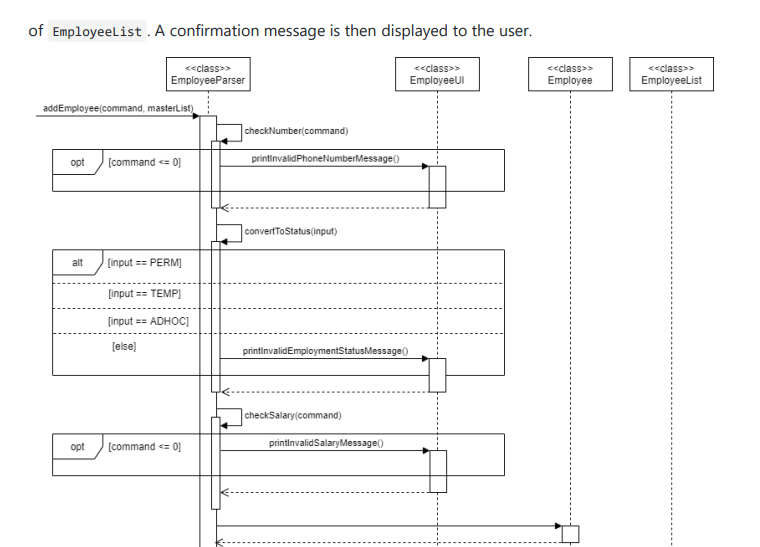 of EmployeeList. A confirmation message is then displayed to the user.
<<class>> <<class>> <<class>> <<class>>
EmployeeParser EmployeeUI Employee EmployeeList
addEmployee(command, masterList)
checkNumber(command)
opt [command <= 0] printInvalidPhoneNumberMessage()
convertToStatus(input)
alt [input == PERM]
[input == TEMP]
[input == ADHOC]
[else]
printInvalidEmploymentStatusMessage()
checkSalary(command)
opt [command <= 0] printInvalidSalaryMessage()